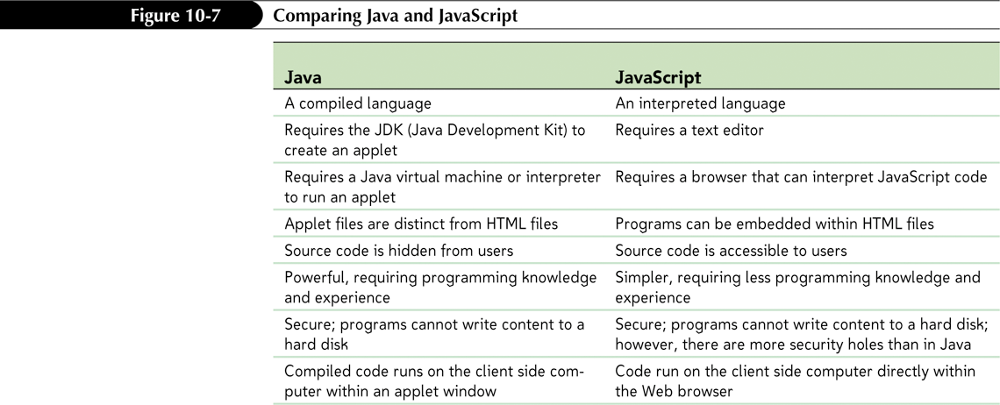 Figure 10-7 Comparing Java and JavaScript
Java JavaScript
A compiled language An interpreted language
Requires the JDK (Java Development Kit) to Requires a text editor
create an applet
Requires a Java virtual machine or interpreter Requires a browser that can interpret JavaScript code
to run an applet
Applet files are distinct from HTML files Programs can be embedded within HTML files
Source code is hidden from users Source code is accessible to users
Powerful, requiring programming knowledge Simpler, requiring less programming knowledge and
and experience experience
Secure; programs cannot write content to a Secure; programs cannot write content to a hard disk;
hard disk however, there are more security holes than in Java
Compiled code runs on the client side com- Code run on the client side computer directly within
puter within an applet window the Web browser